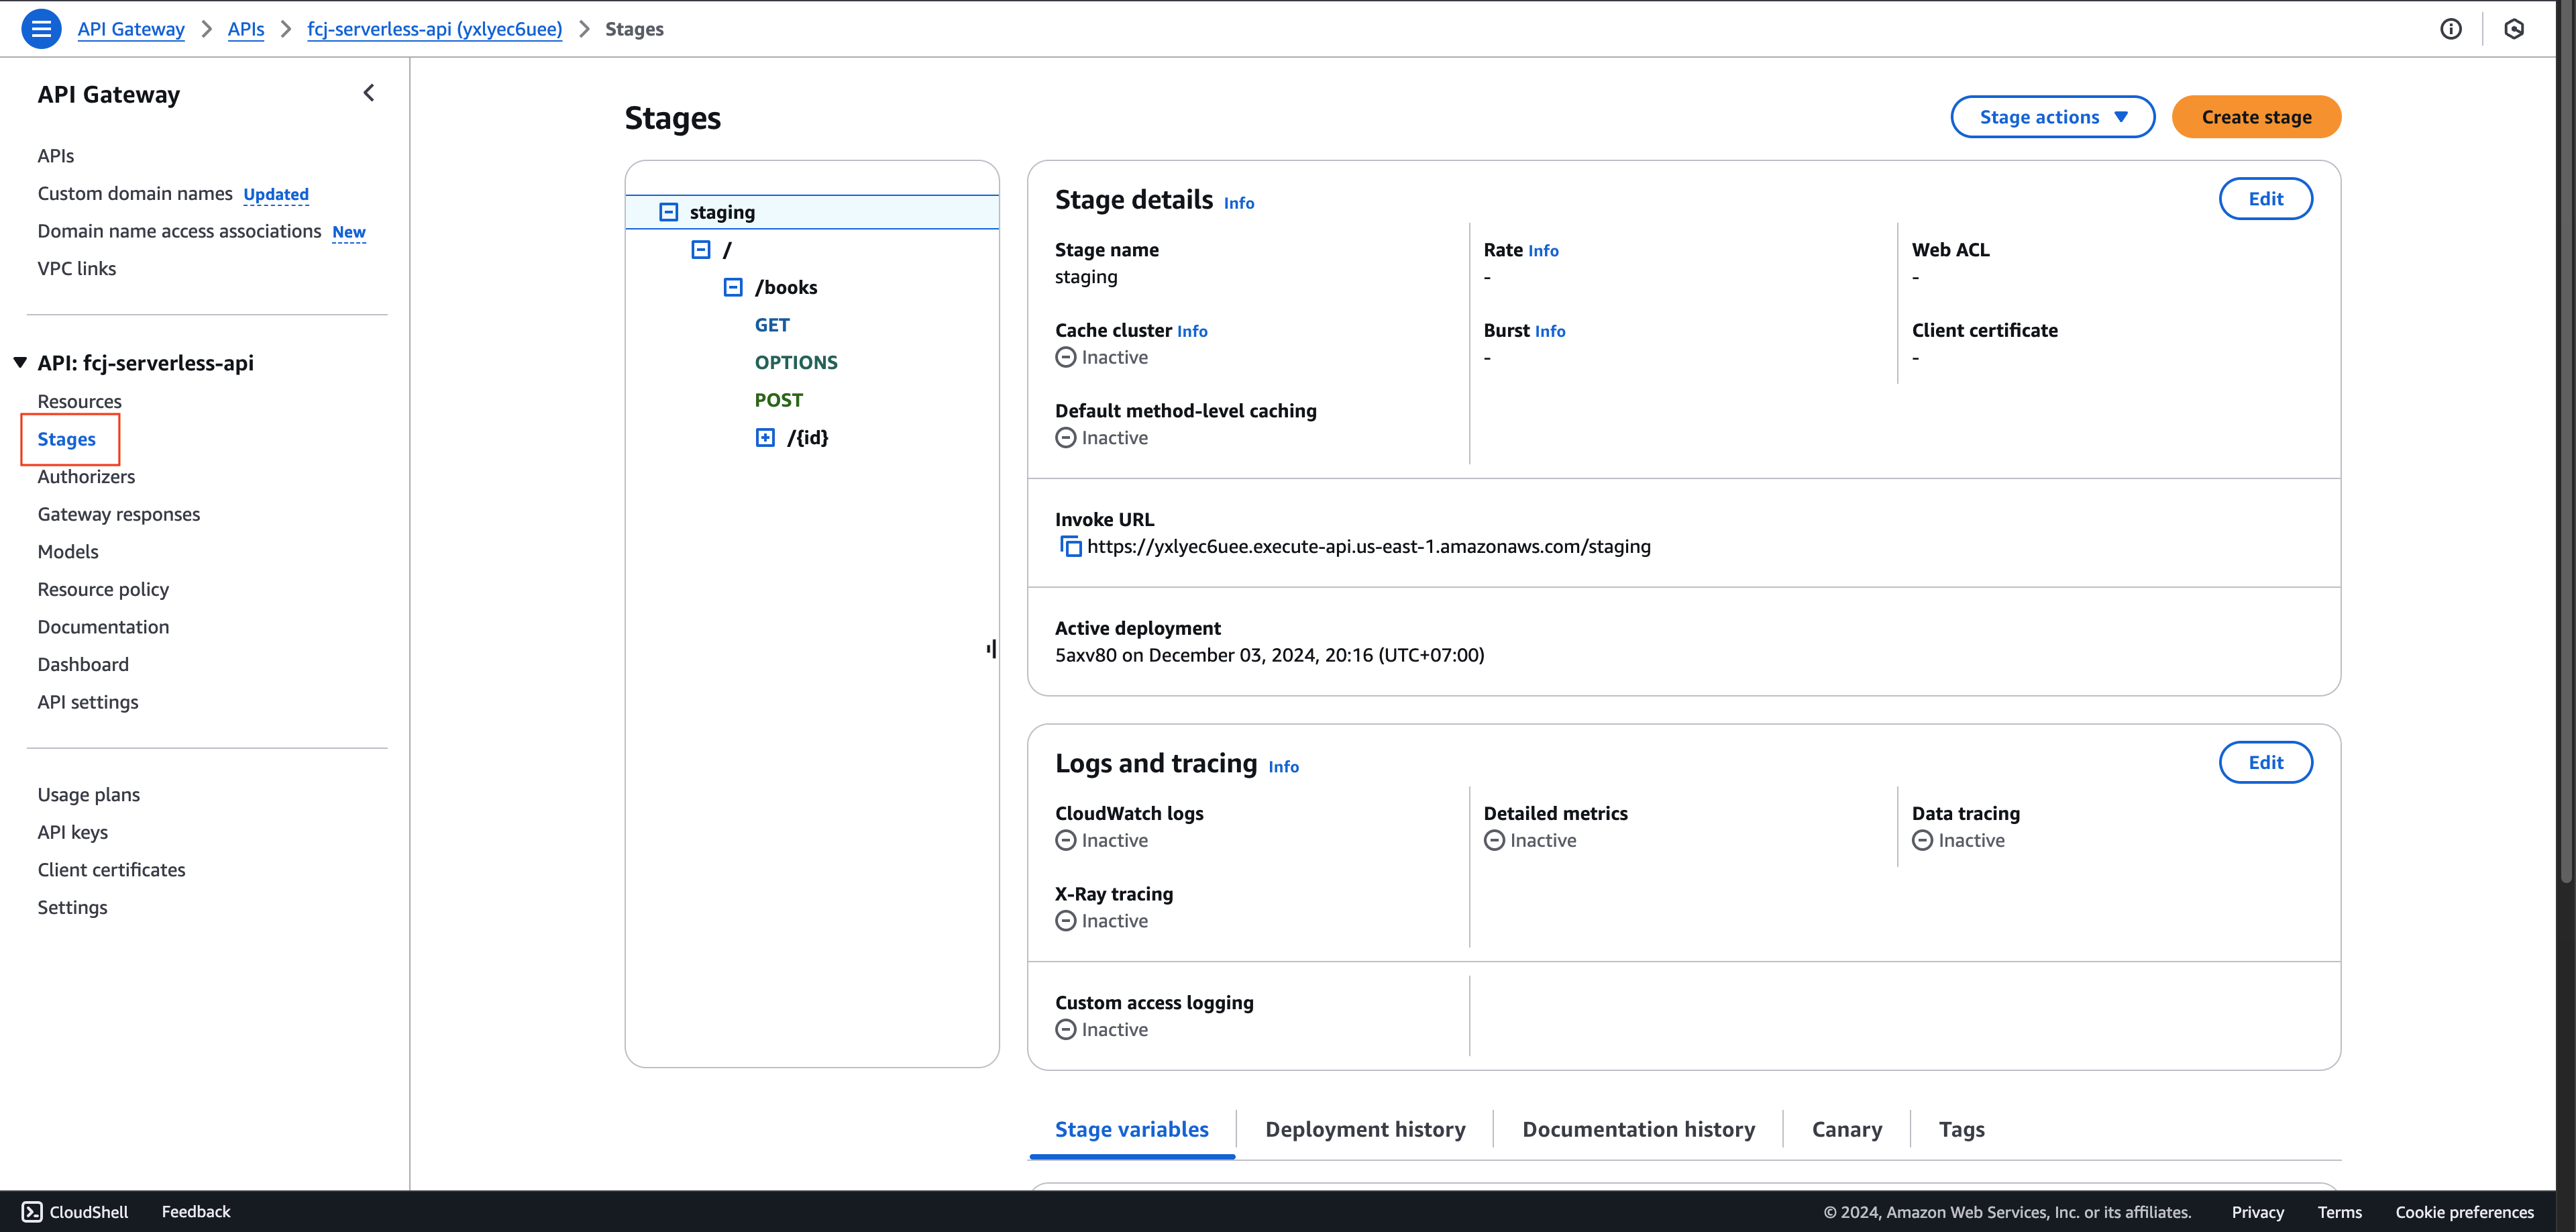 API Gateway > APIs > fcj-serverless-api (yxlyec6uee) > Stages
API Gateway
APIs
Custom domain names Updated
Domain name access associations New
VPC links
API: fcj-serverless-api
Resources
Stages
Authorizers
Gateway responses
Models
Resource policy
Documentation
Dashboard
API settings
Usage plans
API keys
Client certificates
Settings
Stages
Stage actions
Create stage
staging
/
/books
GET
OPTIONS
POST
/{id}
Stage details Info
Edit
Stage name
staging
Rate Info
-
Web ACL
-
Cache cluster Info
Inactive
Burst Info
-
Client certificate
-
Default method-level caching
Inactive
Invoke URL
https://yxlyec6uee.execute-api.us-east-1.amazonaws.com/staging
Active deployment
5axv80 on December 03, 2024, 20:16 (UTC+07:00)
Logs and tracing Info
Edit
CloudWatch logs
Inactive
Detailed metrics
Inactive
Data tracing
Inactive
X-Ray tracing
Inactive
Custom access logging
Inactive
Stage variables
Deployment history
Documentation history
Canary
Tags
CloudShell
Feedback
© 2024, Amazon Web Services, Inc. or its affiliates.
Privacy
Terms
Cookie preferences